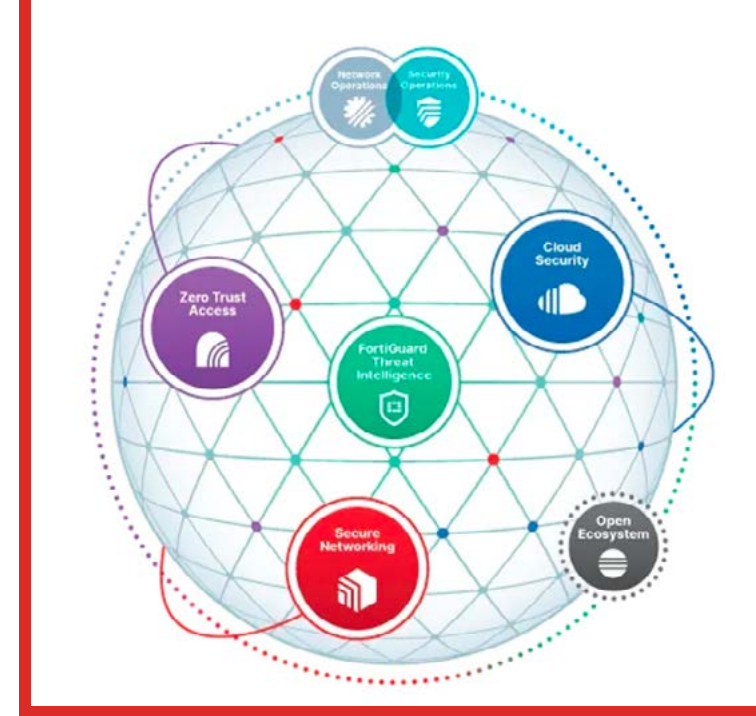 Network
Operations
Security
Operations
Cloud
Security
Zero Trust
Access
FortiGuard
Threat
Intelligence
Secure
Networking
Open
Ecosystem